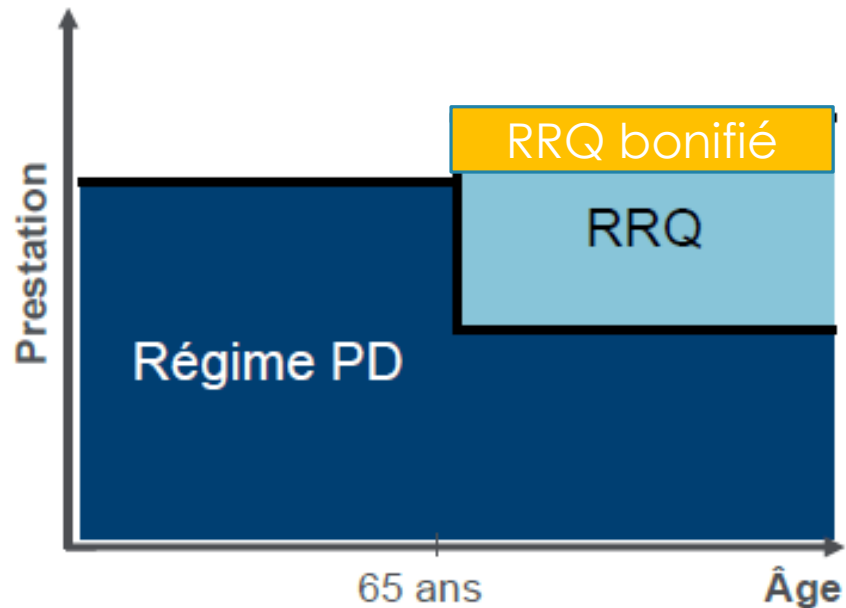 Prestation
RRQ bonifié
RRQ
Régime PD
65 ans
Âge